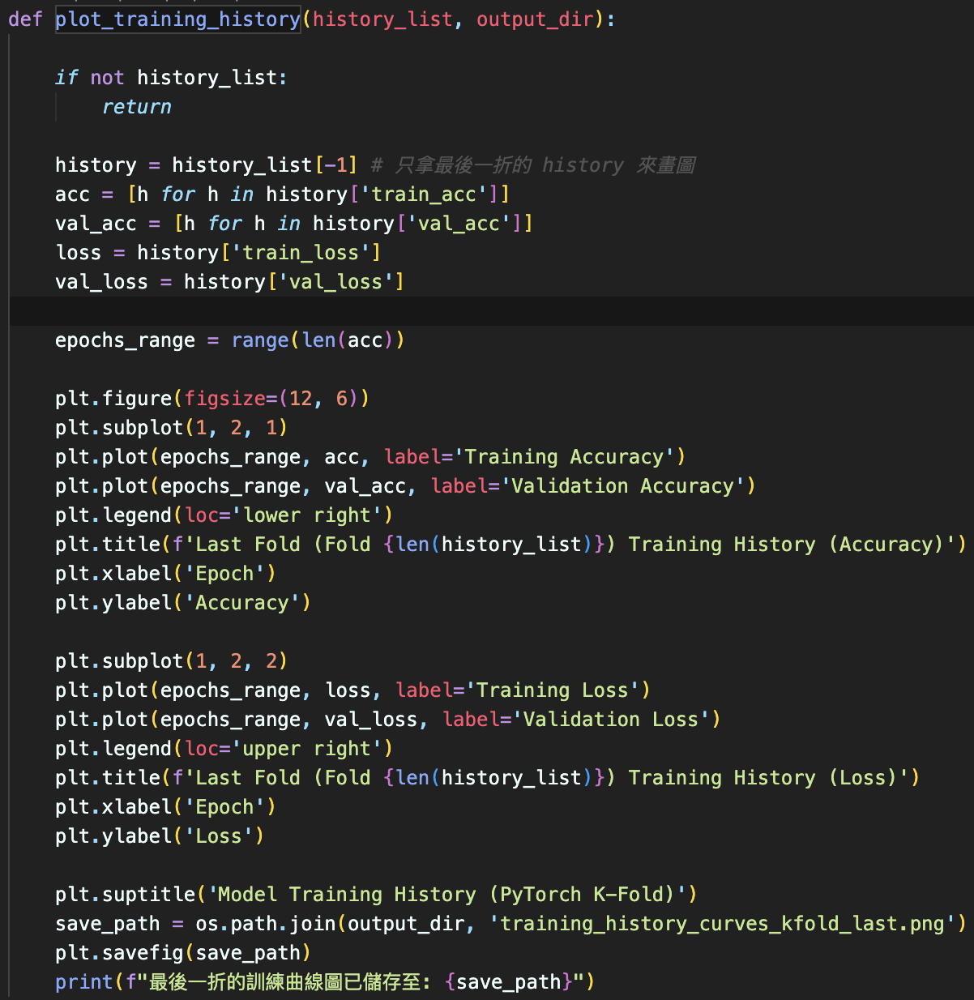 def plot_training_history(history_list, output_dir):
if not history_list:
return
history = history_list[-1] # 只拿最後一折的 history 來畫圖
acc = [h for h in history['train_acc']]
val_acc = [h for h in history['val_acc']]
loss = history['train_loss']
val_loss = history['val_loss']
epochs_range = range(len(acc))
plt.figure(figsize=(12, 6))
plt.subplot(1, 2, 1)
plt.plot(epochs_range, acc, label='Training Accuracy')
plt.plot(epochs_range, val_acc, label='Validation Accuracy')
plt.legend(loc='lower right')
plt.title(f'Last Fold (Fold {len(history_list)}) Training History (Accuracy)')
plt.xlabel('Epoch')
plt.ylabel('Accuracy')
plt.subplot(1, 2, 2)
plt.plot(epochs_range, loss, label='Training Loss')
plt.plot(epochs_range, val_loss, label='Validation Loss')
plt.legend(loc='upper right')
plt.title(f'Last Fold (Fold {len(history_list)}) Training History (Loss)')
plt.xlabel('Epoch')
plt.ylabel('Loss')
plt.suptitle('Model Training History (PyTorch K-Fold)')
save_path = os.path.join(output_dir, 'training_history_curves_kfold_last.png')
plt.savefig(save_path)
print(f"最後一折的訓練曲線圖已儲存至: {save_path}")